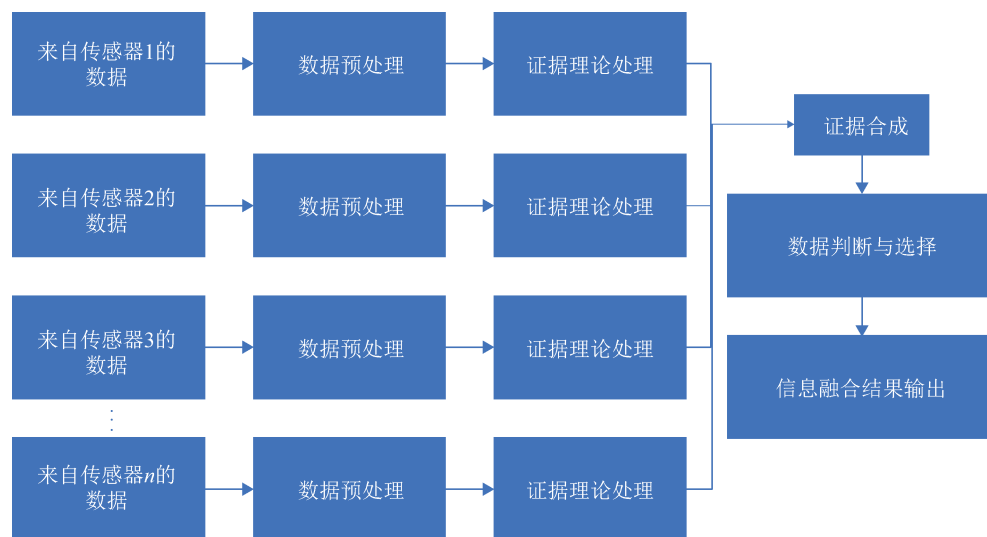 来自传感器1的
数据
数据预处理
证据理论处理
来自传感器2的
数据
数据预处理
证据理论处理
来自传感器3的
数据
数据预处理
证据理论处理
来自传感器n的
数据
数据预处理
证据理论处理
证据合成
数据判断与选择
信息融合结果输出